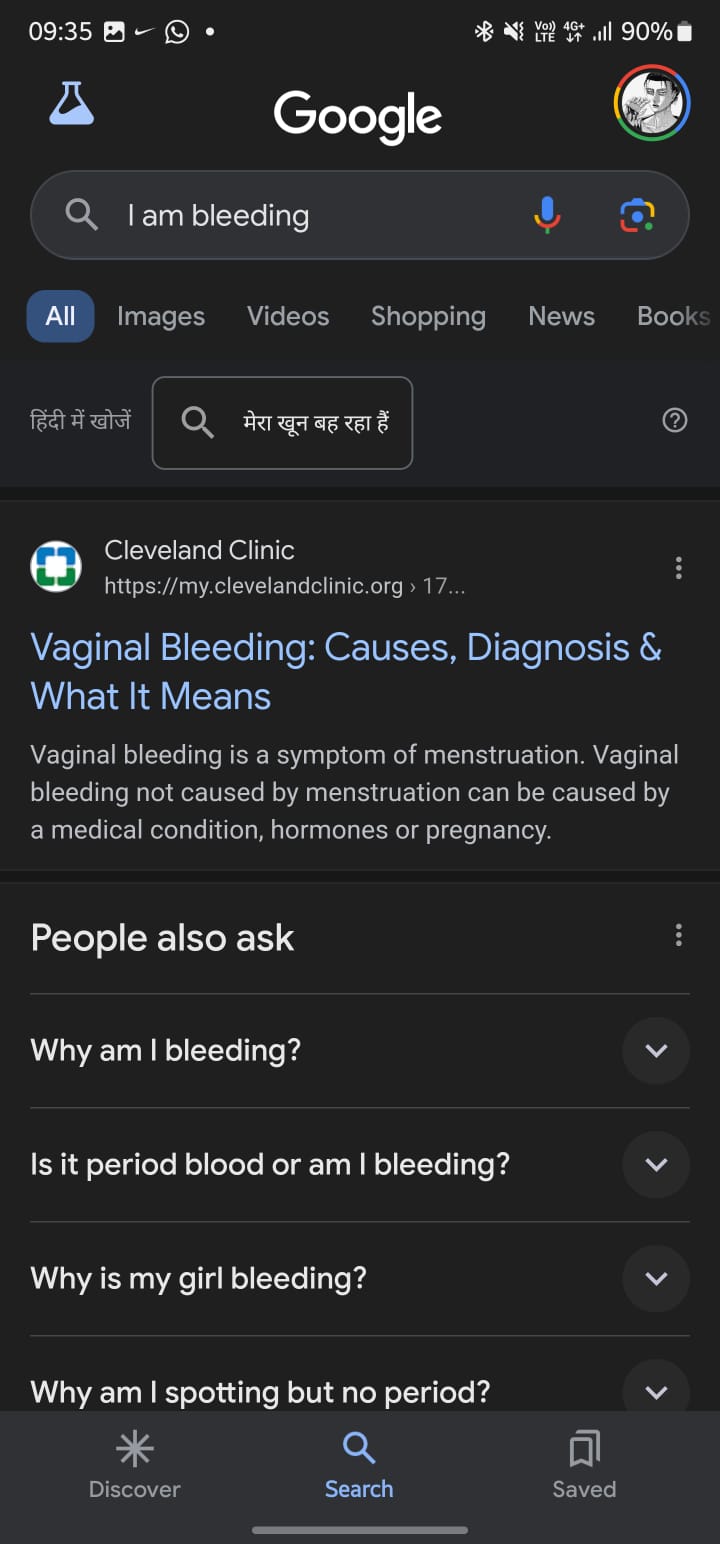 09:35 Vo)) LTE 4G+ 90%
Google
I am bleeding
All Images Videos Shopping News Books
हिंदी में खोजें मेरा खून बह रहा हैं
Cleveland Clinic
https://my.clevelandclinic.org › 17...
Vaginal Bleeding: Causes, Diagnosis &
What It Means
Vaginal bleeding is a symptom of menstruation. Vaginal
bleeding not caused by menstruation can be caused by
a medical condition, hormones or pregnancy.
People also ask
Why am I bleeding?
Is it period blood or am I bleeding?
Why is my girl bleeding?
Why am I spotting but no period?
Discover Search Saved